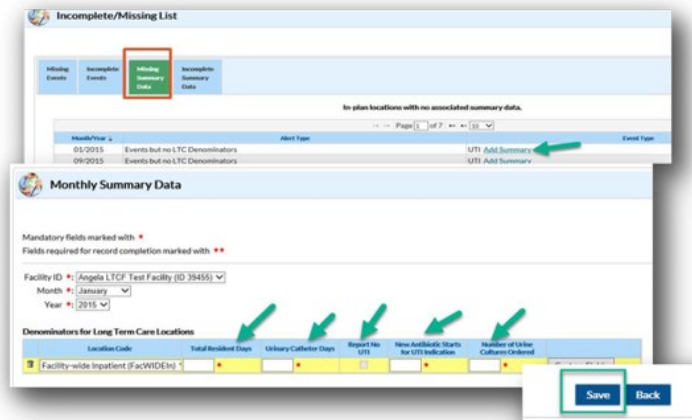 Incomplete/Missing List
Missing Events
Incomplete Events
Missing Summary Data
Incomplete Summary Data
In-plan locations with no associated summary data.
Page 1 of 7 10
Month/Year Alert Type Event Type
01/2015 Events but no LTC Denominators UTI Add Summary
09/2015 Events but no LTC Denominators UTI Add Summary
Monthly Summary Data
Mandatory fields marked with *
Fields required for record completion marked with **
Facility ID *: Angela LTCF Test Facility (ID 39455)
Month *: January
Year *: 2015
Denominators for Long Term Care Locations
Location Code Total Resident Days Urinary Catheter Days Report No UTI New Antibiotic Starts for UTI Indication Number of Urine Cultures Ordered
Facility-wide Inpatient (FacWIDEIn) * * * * *
Save Back